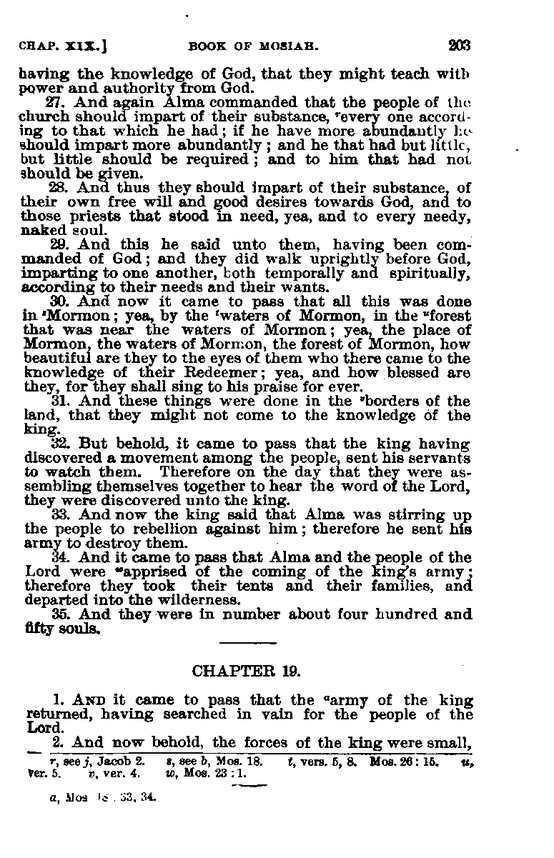 CHAP. XIX.] BOOK OF MOSIAH. 203
having the knowledge of God, that they might teach with
power and authority from God.
27. And again Alma commanded that the people of the
church should impart of their substance, ʳevery one accord-
ing to that which he had; if he have more abundantly he
should impart more abundantly; and he that had but little,
but little should be required; and to him that had not
should be given.
28. And thus they should impart of their substance, of
their own free will and good desires towards God, and to
those priests that stood in need, yea, and to every needy,
naked soul.
29. And this he said unto them, having been com-
manded of God; and they did walk uprightly before God,
imparting to one another, both temporally and spiritually,
according to their needs and their wants.
30. And now it came to pass that all this was done
in ˢMormon; yea, by the ᵗwaters of Mormon, in the ᵘforest
that was near the waters of Mormon; yea, the place of
Mormon, the waters of Mormon, the forest of Mormon, how
beautiful are they to the eyes of them who there came to the
knowledge of their Redeemer; yea, and how blessed are
they, for they shall sing to his praise for ever.
31. And these things were done in the ᵛborders of the
land, that they might not come to the knowledge of the
king.
32. But behold, it came to pass that the king having
discovered a movement among the people, sent his servants
to watch them. Therefore on the day that they were as-
sembling themselves together to hear the word of the Lord,
they were discovered unto the king.
33. And now the king said that Alma was stirring up
the people to rebellion against him; therefore he sent his
army to destroy them.
34. And it came to pass that Alma and the people of the
Lord were ʷapprised of the coming of the king's army;
therefore they took their tents and their families, and
departed into the wilderness.
35. And they were in number about four hundred and
fifty souls.
CHAPTER 19.
1. AND it came to pass that the ᵃarmy of the king
returned, having searched in vain for the people of the
Lord.
2. And now behold, the forces of the king were small,
r, see j, Jacob 2. s, see b, Mos. 18. t, vers. 5, 8. Mos. 26:15. u,
ver. 5. v, ver. 4. w, Mos. 23:1.
a, Mos 18 . 33, 34.